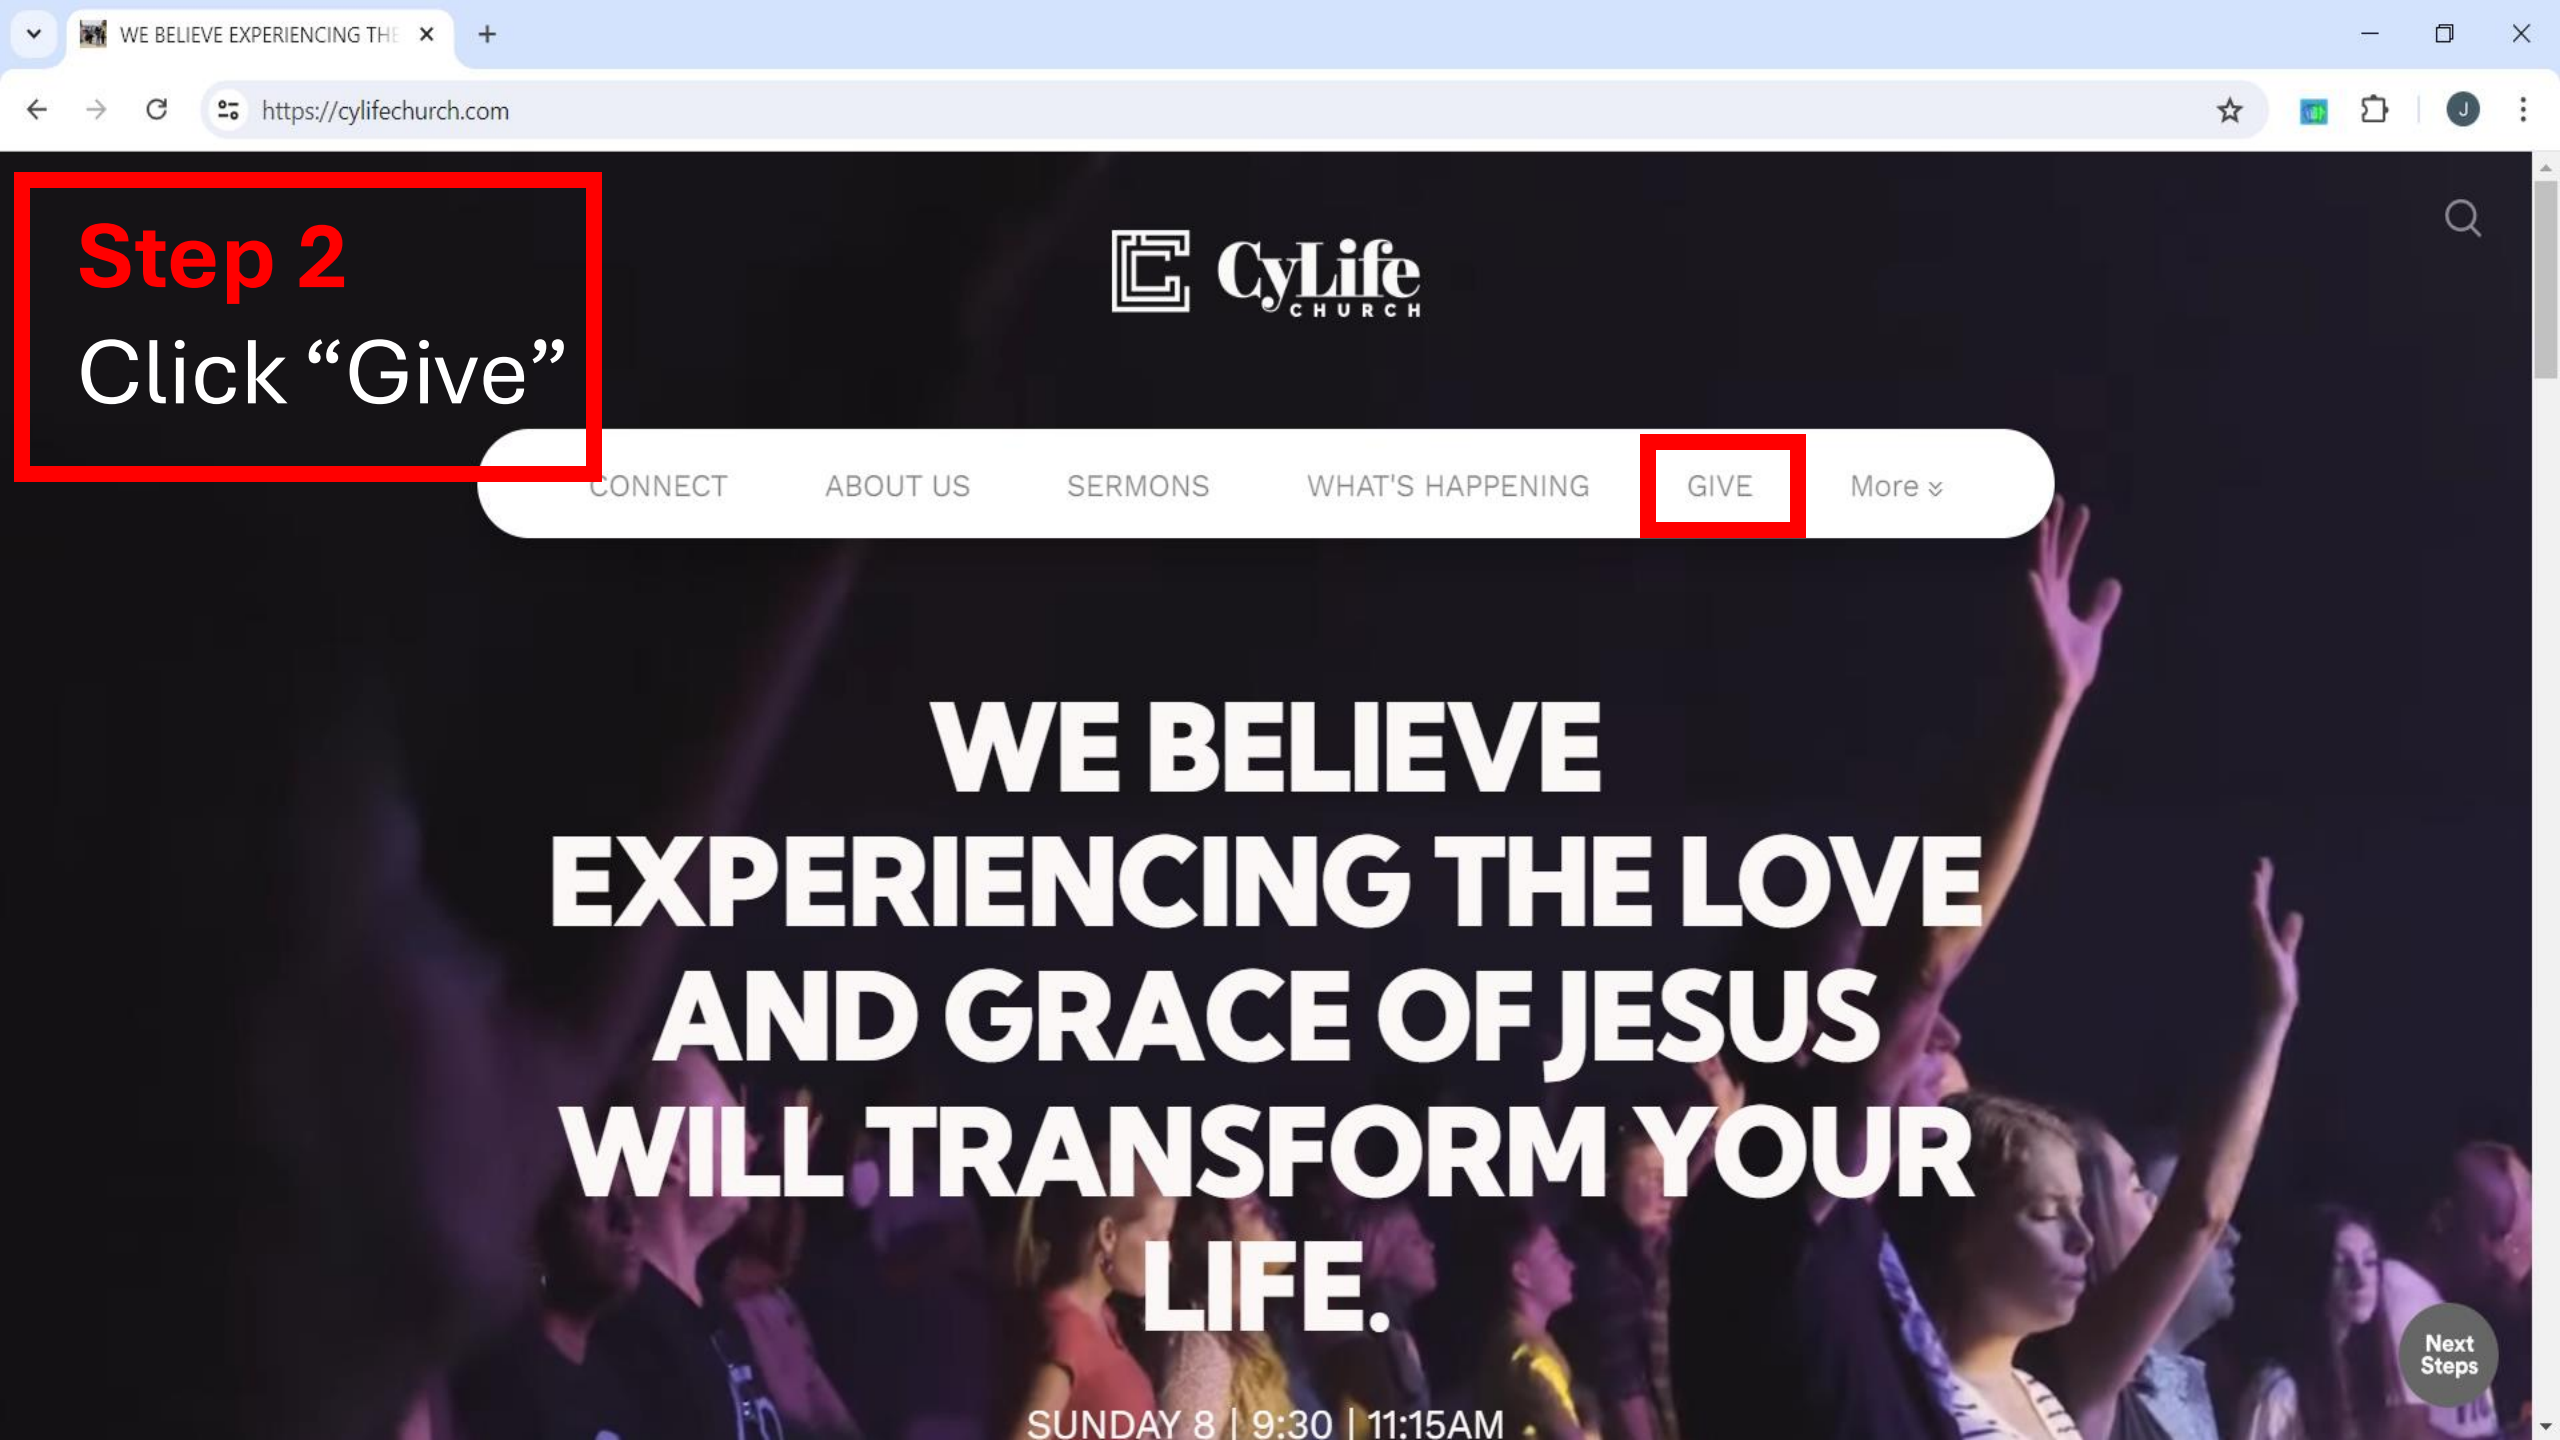 WE BELIEVE EXPERIENCING THE
https://cylifechurch.com
J
Step 2
Click “Give”
CyLife
CHURCH
CONNECT ABOUT US SERMONS WHAT'S HAPPENING GIVE More
WE BELIEVE
EXPERIENCING THE LOVE
AND GRACE OF JESUS
WILL TRANSFORM YOUR
LIFE.
SUNDAY 8 | 9:30 | 11:15AM
Next
Steps